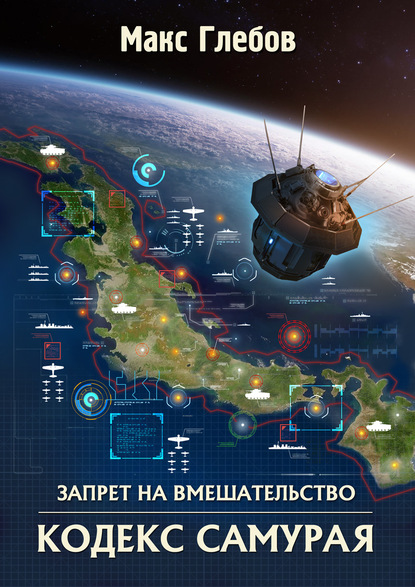 Макс Глебов
ЗАПРЕТ НА ВМЕШАТЕЛЬСТВО
КОДЕКС САМУРАЯ